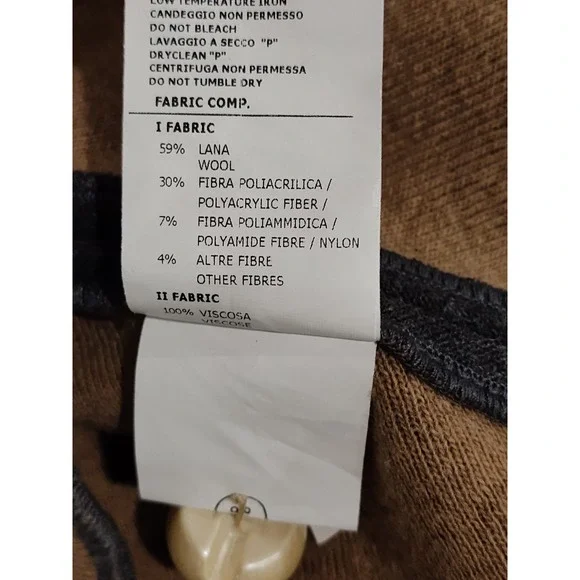 LOW TEMPERATURE IRON
CANDEGGIO NON PERMESSO
DO NOT BLEACH
LAVAGGIO A SECCO "P"
DRYCLEAN "P"
CENTRIFUGA NON PERMESSA
DO NOT TUMBLE DRY
FABRIC COMP.
I FABRIC
59% LANA
WOOL
30% FIBRA POLIACRILICA /
POLYACRYLIC FIBER /
7% FIBRA POLIAMMIDICA /
POLYAMIDE FIBRE / NYLON
4% ALTRE FIBRE
OTHER FIBRES
II FABRIC
100% VISCOSA
VISCOSE